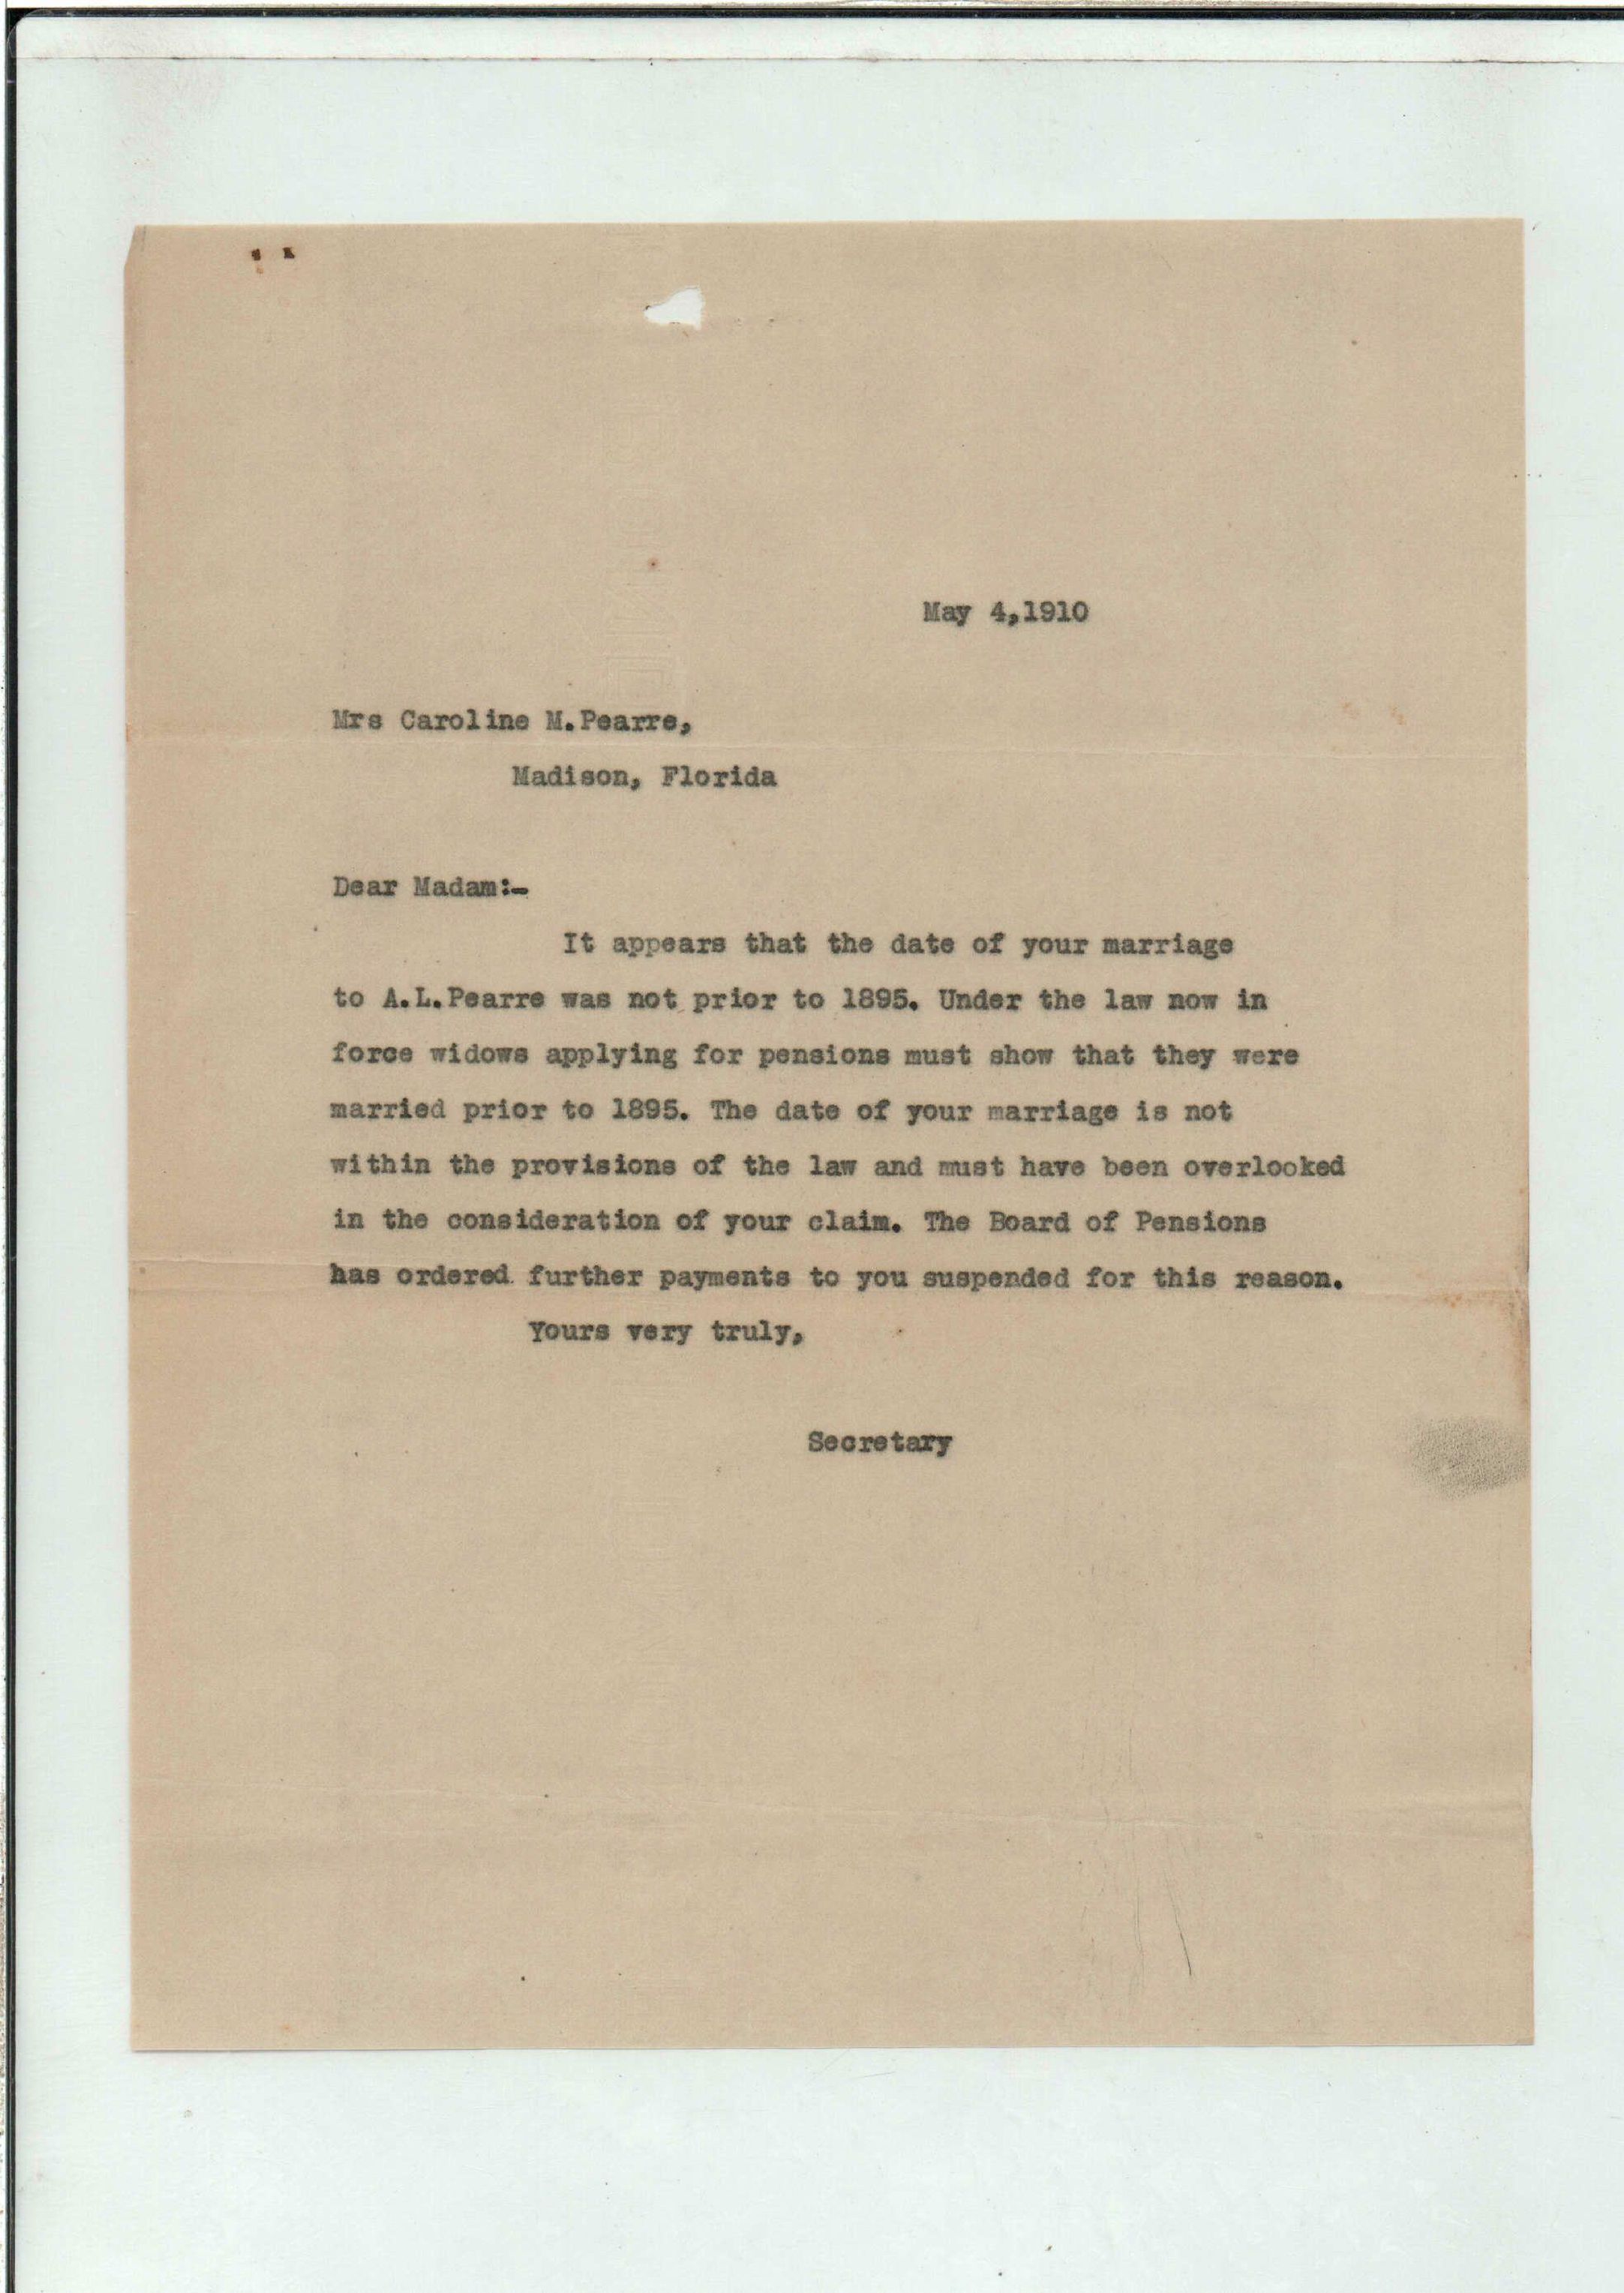 May 4,1910
Mrs Caroline M.Pearre,
Madison, Florida
Dear Madam:-
It appears that the date of your marriage
to A.L.Pearre was not prior to 1895. Under the law now in
force widows applying for pensions must show that they were
married prior to 1895. The date of your marriage is not
within the provisions of the law and must have been overlooked
in the consideration of your claim. The Board of Pensions
has ordered further payments to you suspended for this reason.
Yours very truly,
Secretary